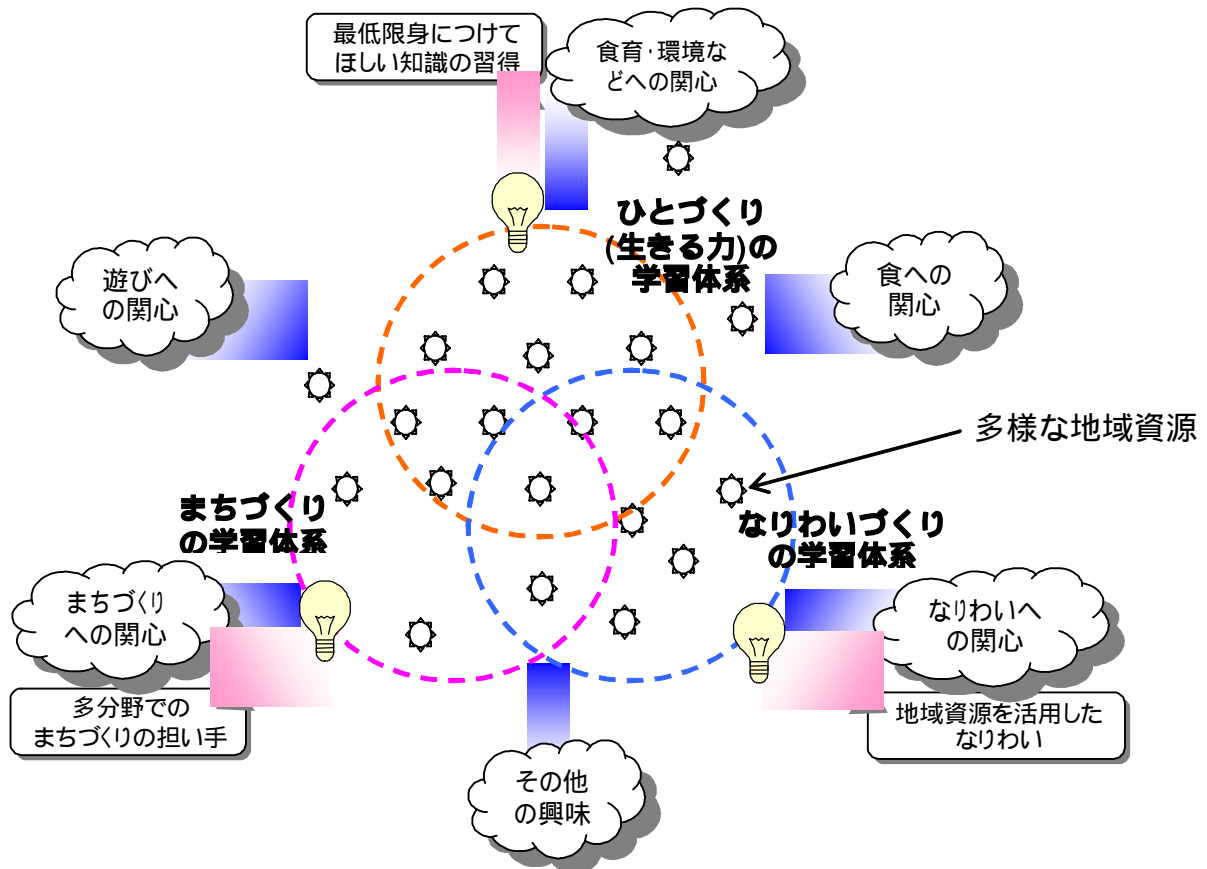 最低限身につけて
ほしい知識の習得
食育・環境な
どへの関心
ひとづくり
(生きる力)の
学習体系
遊びへ
の関心
食への
関心
多様な地域資源
まちづくり
の学習体系
なりわいづくり
の学習体系
まちづくり
への関心
なりわいへ
の関心
多分野での
まちづくりの担い手
地域資源を活用した
なりわい
その他
の興味